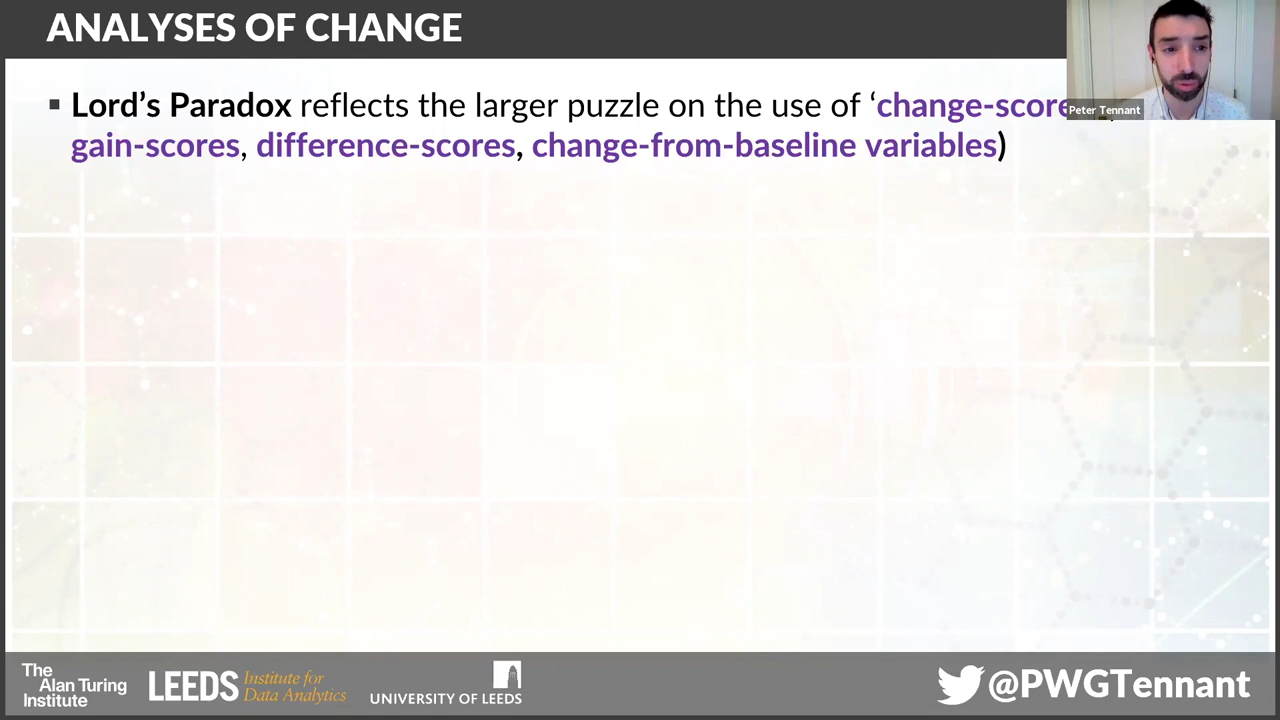 ANALYSES OF CHANGE
▪ Lord’s Paradox reflects the larger puzzle on the use of ‘change-score
gain-scores, difference-scores, change-from-baseline variables)
Peter Tennant
The
Alan Turing
Institute
LEEDS Institute for
Data Analytics
UNIVERSITY OF LEEDS
@PWGTennant